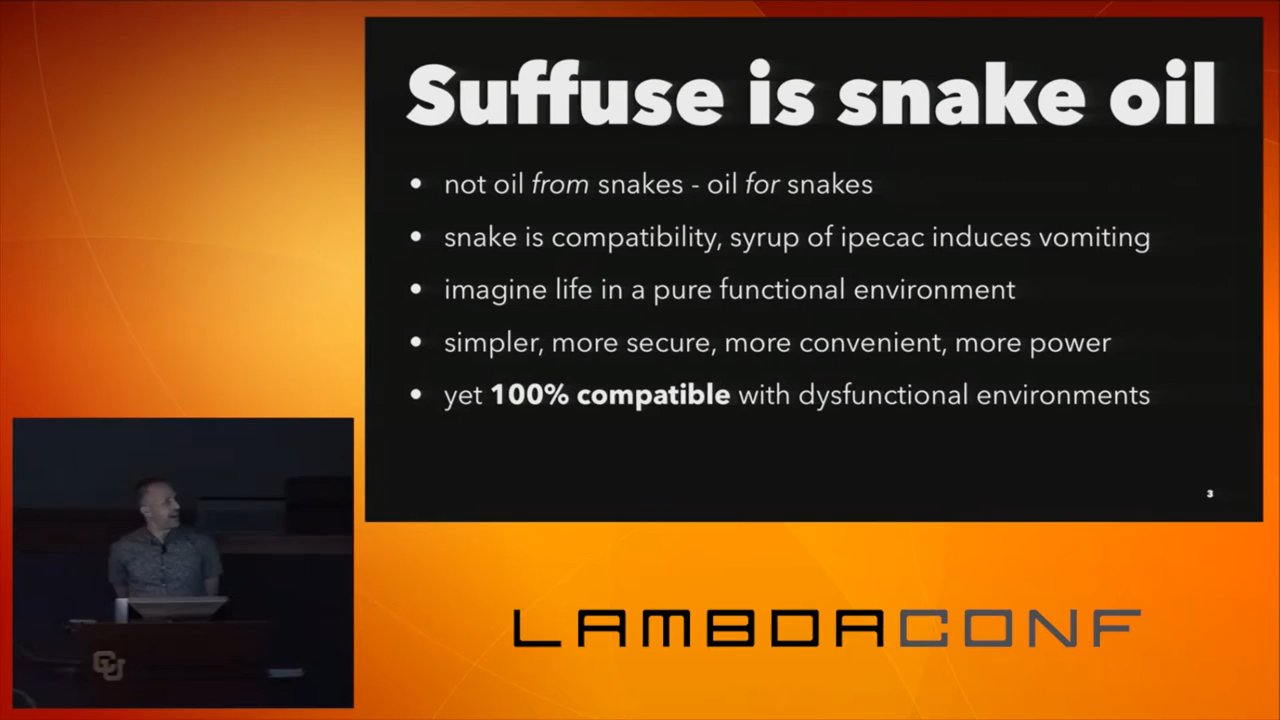 Suffuse is snake oil
• not oil from snakes - oil for snakes
• snake is compatibility, syrup of ipecac induces vomiting
• imagine life in a pure functional environment
• simpler, more secure, more convenient, more power
• yet 100% compatible with dysfunctional environments
3
CU
LAMBDACONF